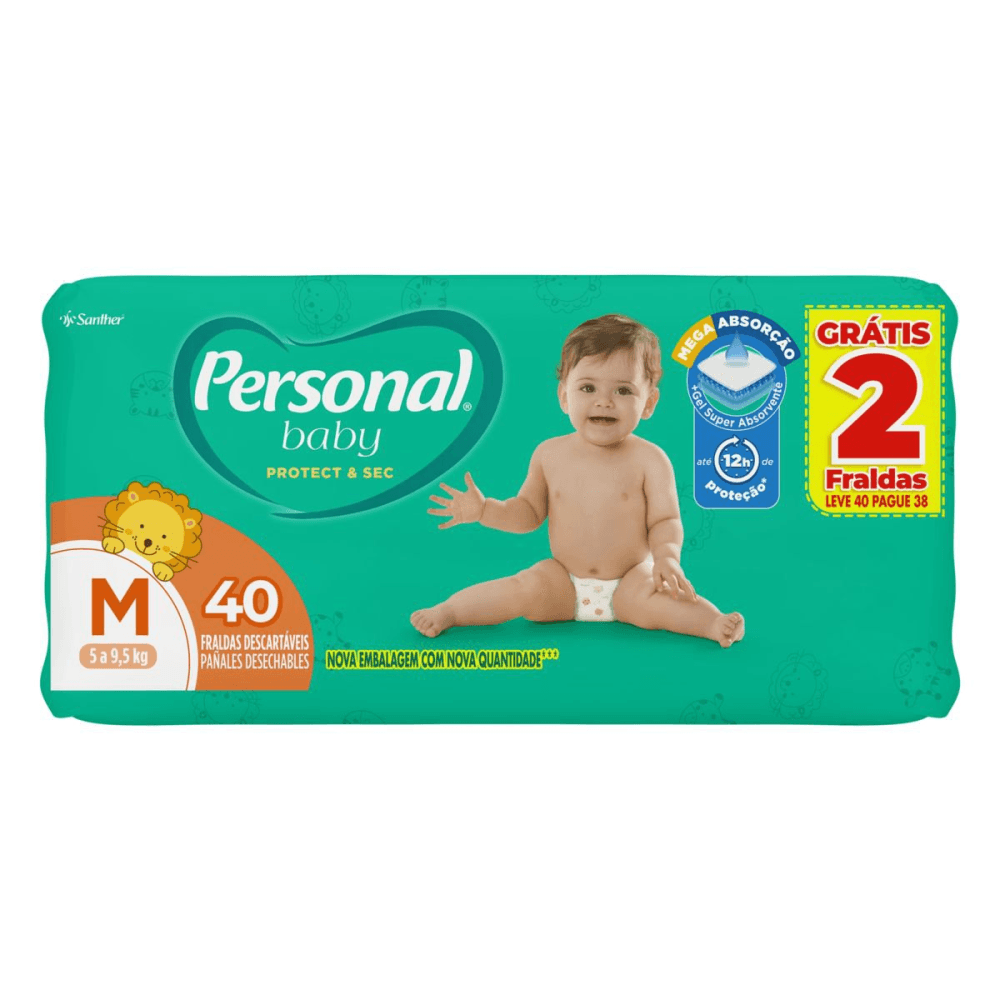 Santher
Personal
baby
PROTECT & SEC
MEGA ABSORÇÃO
+Gel Super Absorvente
até 12h de
proteção*
GRÁTIS
2
Fraldas
LEVE 40 PAGUE 38
M
5 a 9,5 kg
40
FRALDAS DESCARTÁVEIS
PAÑALES DESECHABLES
NOVA EMBALAGEM COM NOVA QUANTIDADE***